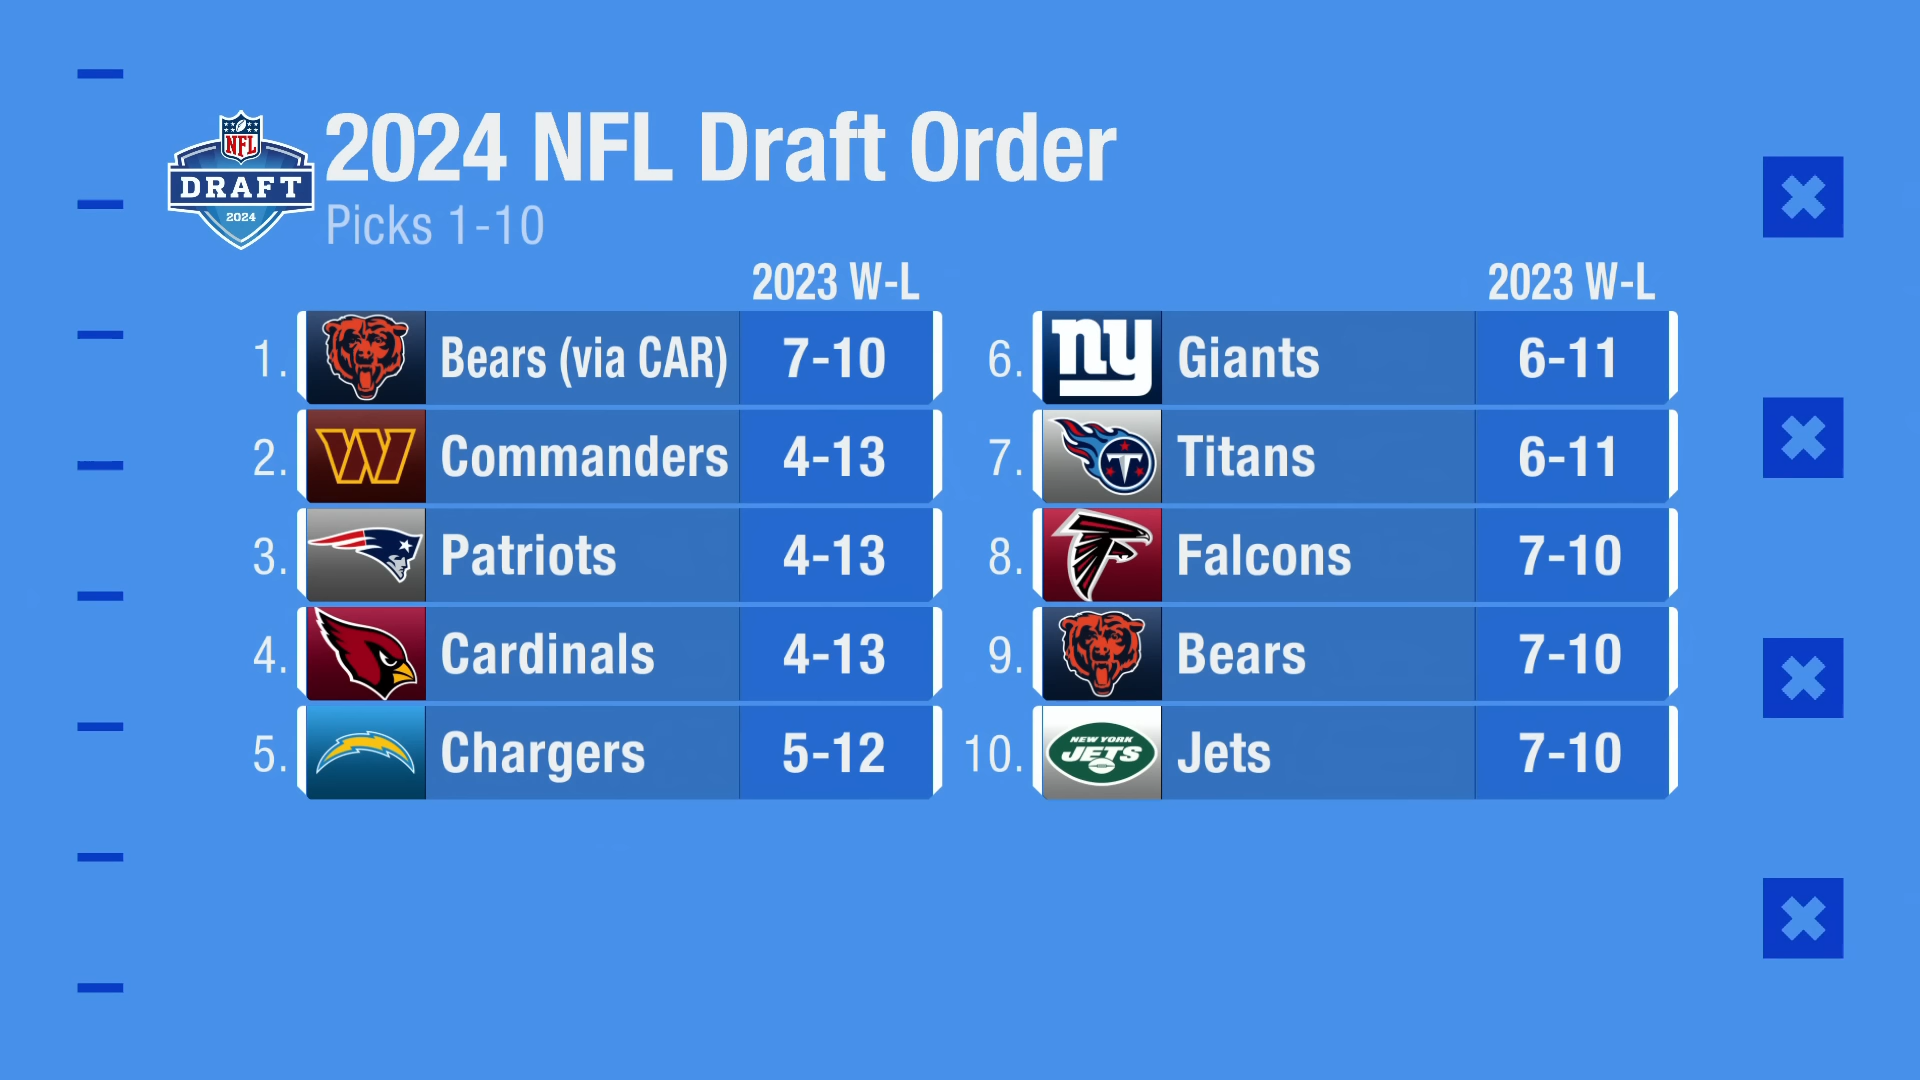 NFL
DRAFT
2024
2024 NFL Draft Order
Picks 1-10
2023 W-L
1. Bears (via CAR) 7-10
2. W Commanders 4-13
3. Patriots 4-13
4. Cardinals 4-13
5. Chargers 5-12
2023 W-L
6. ny Giants 6-11
7. T Titans 6-11
8. Falcons 7-10
9. Bears 7-10
10. NEW YORK JETS Jets 7-10